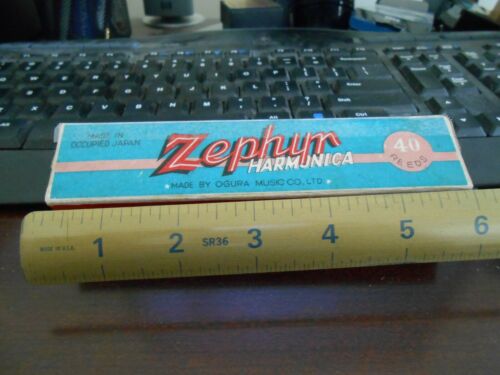 MADE IN
OCCUPIED JAPAN
Zephyr
HARMONICA
40
REEDS
MADE BY OGURA MUSIC CO., LTD.
MADE IN U.S.A.
1 2 SR36 3 4 5 6